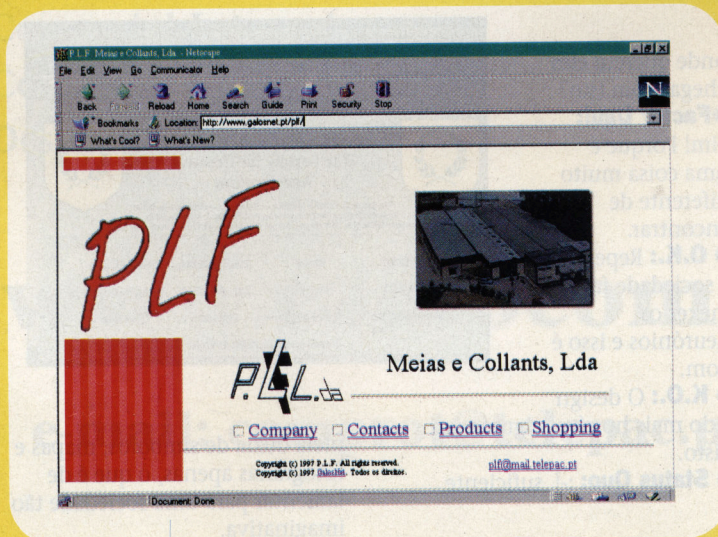 P.L.F. Meias e Collants, Lda. - Netscape
File Edit View Go Communicator Help
Back Forward Reload Home Search Guide Print Security Stop
N
Bookmarks Location: http://www.galosnet.pt/plf/
What's Cool? What's New?
PLF
Meias e Collants, Lda
P.L.F. L.da
Company Contacts Products Shopping
Copyright (c) 1997 P.L.F. All rights reserved.
Copyright (c) 1997 GalosNet. Todos os direitos.
plf@mail.telepac.pt
Document: Done